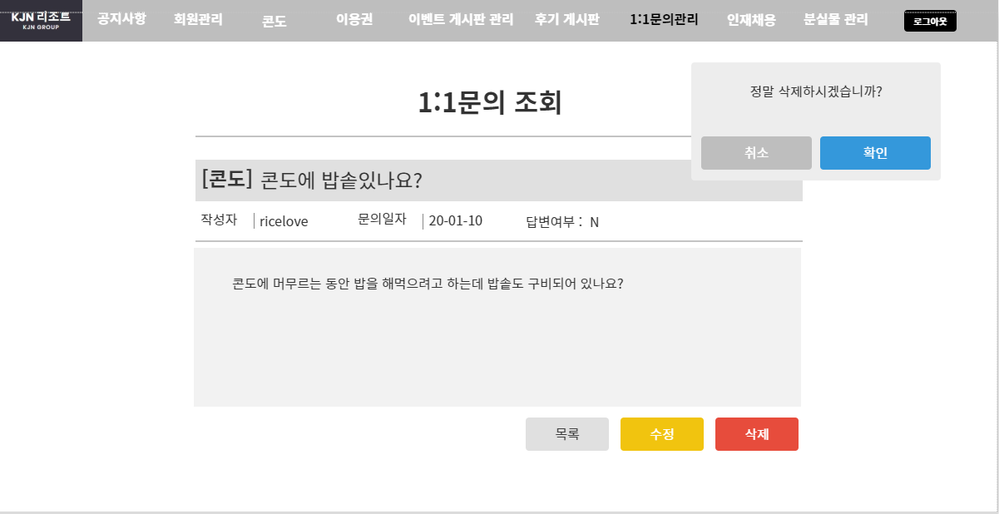 KJN 리조트
KJN GROUP
공지사항
회원관리
콘도
이용권
이벤트 게시판 관리
후기 게시판
1:1문의관리
인재채용
분실물 관리
로그아웃
정말 삭제하시겠습니까?
취소
확인
1:1문의 조회
[콘도] 콘도에 밥솥있나요?
작성자 ricelove 문의일자 20-01-10 답변여부 : N
콘도에 머무르는 동안 밥을 해먹으려고 하는데 밥솥도 구비되어 있나요?
목록
수정
삭제